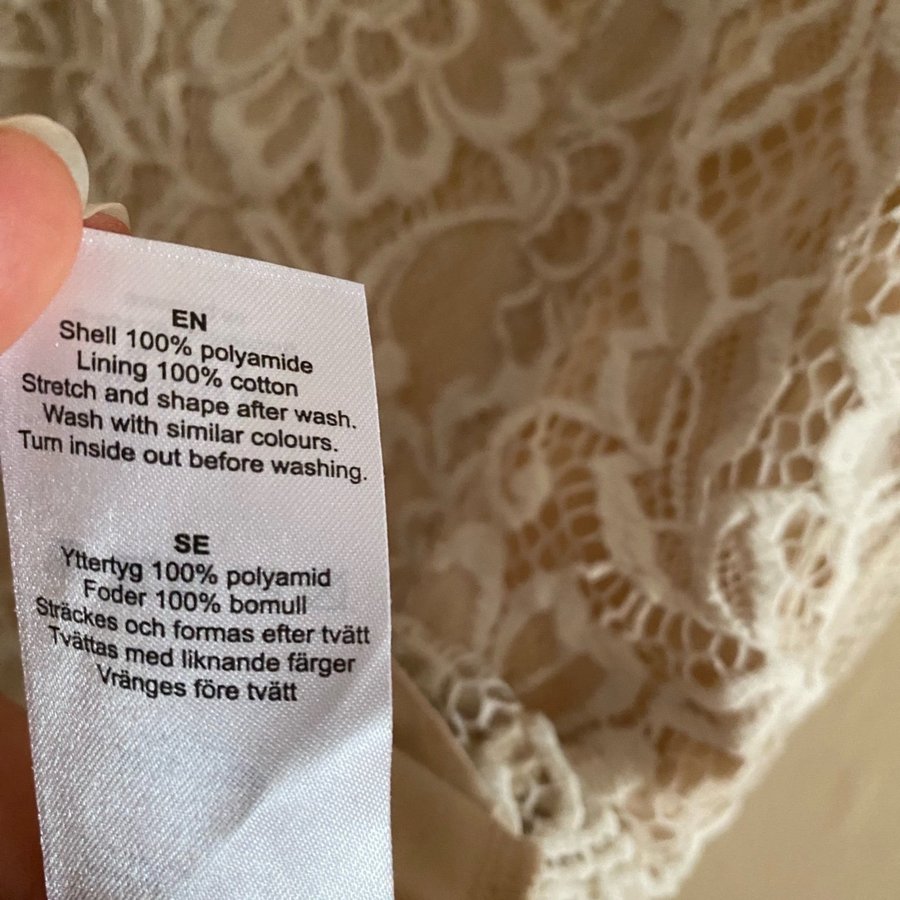 EN
Shell 100% polyamide
Lining 100% cotton
Stretch and shape after wash.
Wash with similar colours.
Turn inside out before washing.
SE
Yttertyg 100% polyamid
Foder 100% bomull
Sträckes och formas efter tvätt
Tvättas med liknande färger
Vränges före tvätt